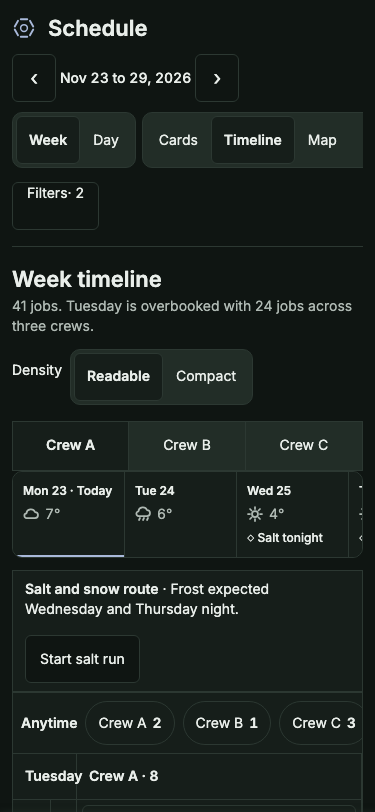 Schedule
Nov 23 to 29, 2026
Week Day Cards Timeline Map
Filters· 2
Week timeline
41 jobs. Tuesday is overbooked with 24 jobs across
three crews.
Density Readable Compact
Crew A Crew B Crew C
Mon 23 · Today Tue 24 Wed 25
7° 6° 4°
◇ Salt tonight
Salt and snow route · Frost expected
Wednesday and Thursday night.
Start salt run
Anytime Crew A 2 Crew B 1 Crew C 3
Tuesday Crew A · 8